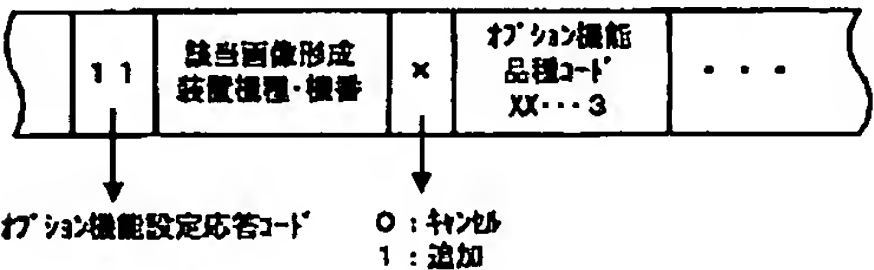 11
該当画像形成
装置機種・機番
×
ｵﾌﾟｼｮﾝ機能
品種ｺｰﾄﾞ
XX・・・3
・・・
ｵﾌﾟｼｮﾝ機能設定応答ｺｰﾄﾞ
0：ｷｬﾝｾﾙ
1：追加